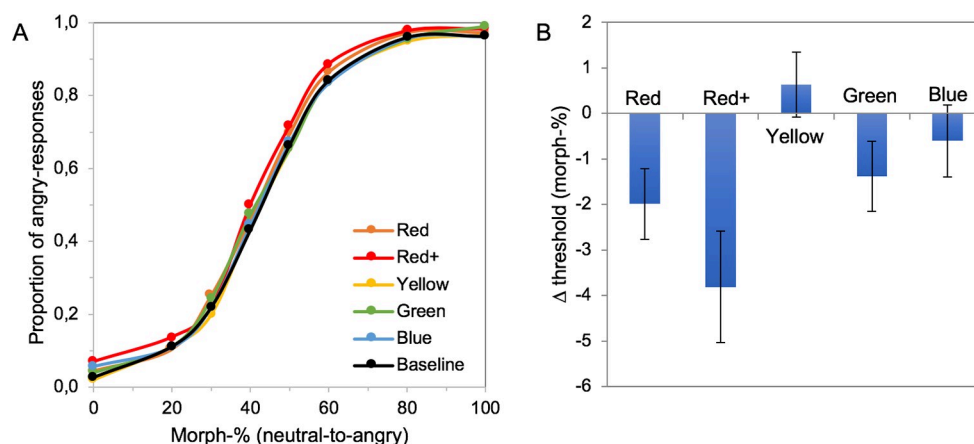 A
Proportion of angry-responses
1,0
0,8
0,6
0,4
0,2
0,0
0
20
40
60
80
100
Morph-% (neutral-to-angry)
Red
Red+
Yellow
Green
Blue
Baseline
B
Δ threshold (morph-%)
2
1
0
-1
-2
-3
-4
-5
-6
Red
Red+
Yellow
Green
Blue